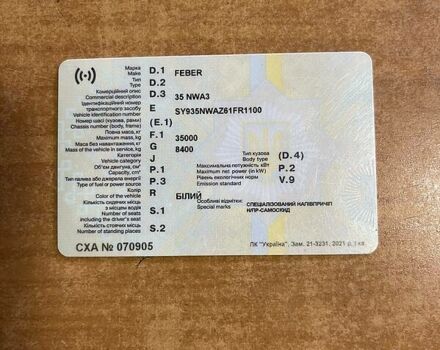 Марка D.1 FEBER
Make
Тип D.2
Type
Комерційний опис D.3 35 NWA3
Commercial description
Ідентифікаційний номер
транспортного засобу E SY935NWAZ61FR1100
Vehicle identification number
Номер шасі (кузова, рами) (E.1)
Chassis number (body, frame)
Повна маса, кг F.1 35000
Maximum mass, kg
Маса без навантаження, кг G 8400
Mass of the vehicle in service, kg
Категорія J Тип кузова (D.4)
Vehicle category Body type
Об'єм двигуна, см³ P.1 Максимальна потужність кВт P.2
Capacity, cm³ Maximum net power (in kW)
Тип палива або джерела енергії P.3 Рівень екологічних норм V.9
Type of fuel or power source Emission standard
Колір R БІЛИЙ
Color of the vehicle
Кількість сидячих місць Особливі відмітки: СПЕЦІАЛІЗОВАНИЙ НАПІВПРИЧІП
з місцем водія S.1 Special marks Н/ПР-САМОСКИД
Number of seats
including the driver's seat
Кількість стоячих місць S.2
Number of standing places
СХА № 070905
ПК "Україна", Зам. 21-3231, 2021 р. І кв.